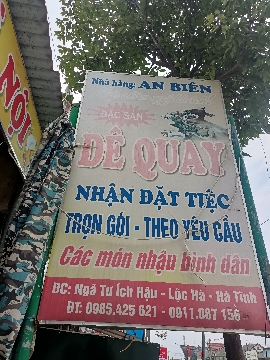 Nhà hàng: AN BIÊN
ĐẶC SẢN
DÊ QUAY
NHẬN ĐẶT TIỆC
TRỌN GÓI - THEO YÊU CẦU
Các món nhậu bình dân
ĐC: Ngã Tư Ích Hậu - Lộc Hà - Hà Tĩnh
ĐT: 0985.425 621 - 0911.087 156
NỘI